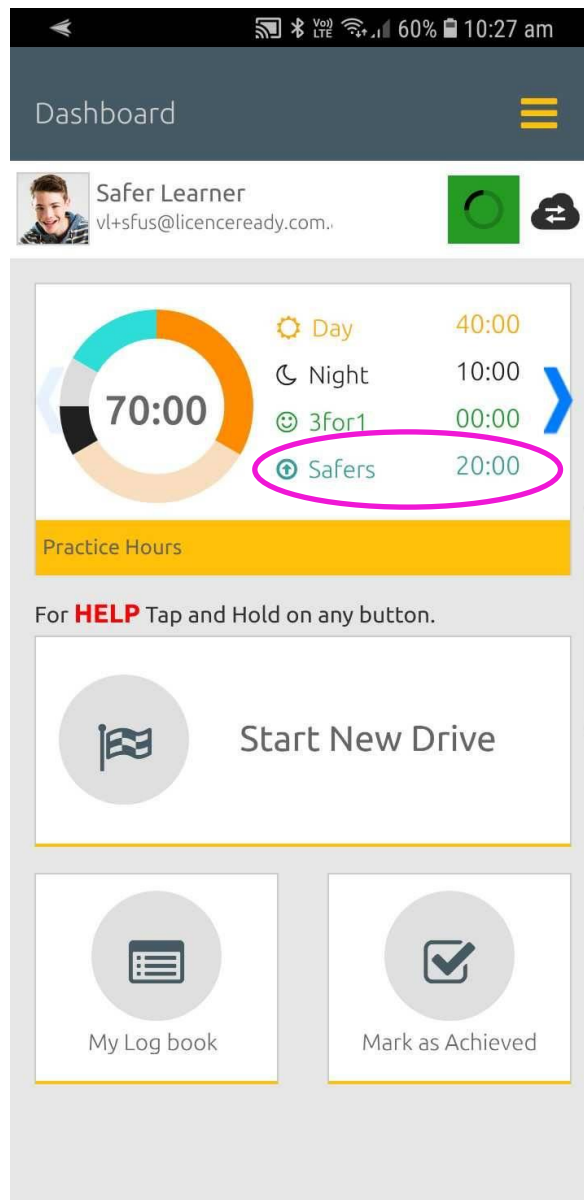 Vo)) LTE 60% 10:27 am
Dashboard
Safer Learner
vl+sfus@licenceready.com.
70:00
Day 40:00
Night 10:00
3for1 00:00
Safers 20:00
Practice Hours
For HELP Tap and Hold on any button.
Start New Drive
My Log book
Mark as Achieved